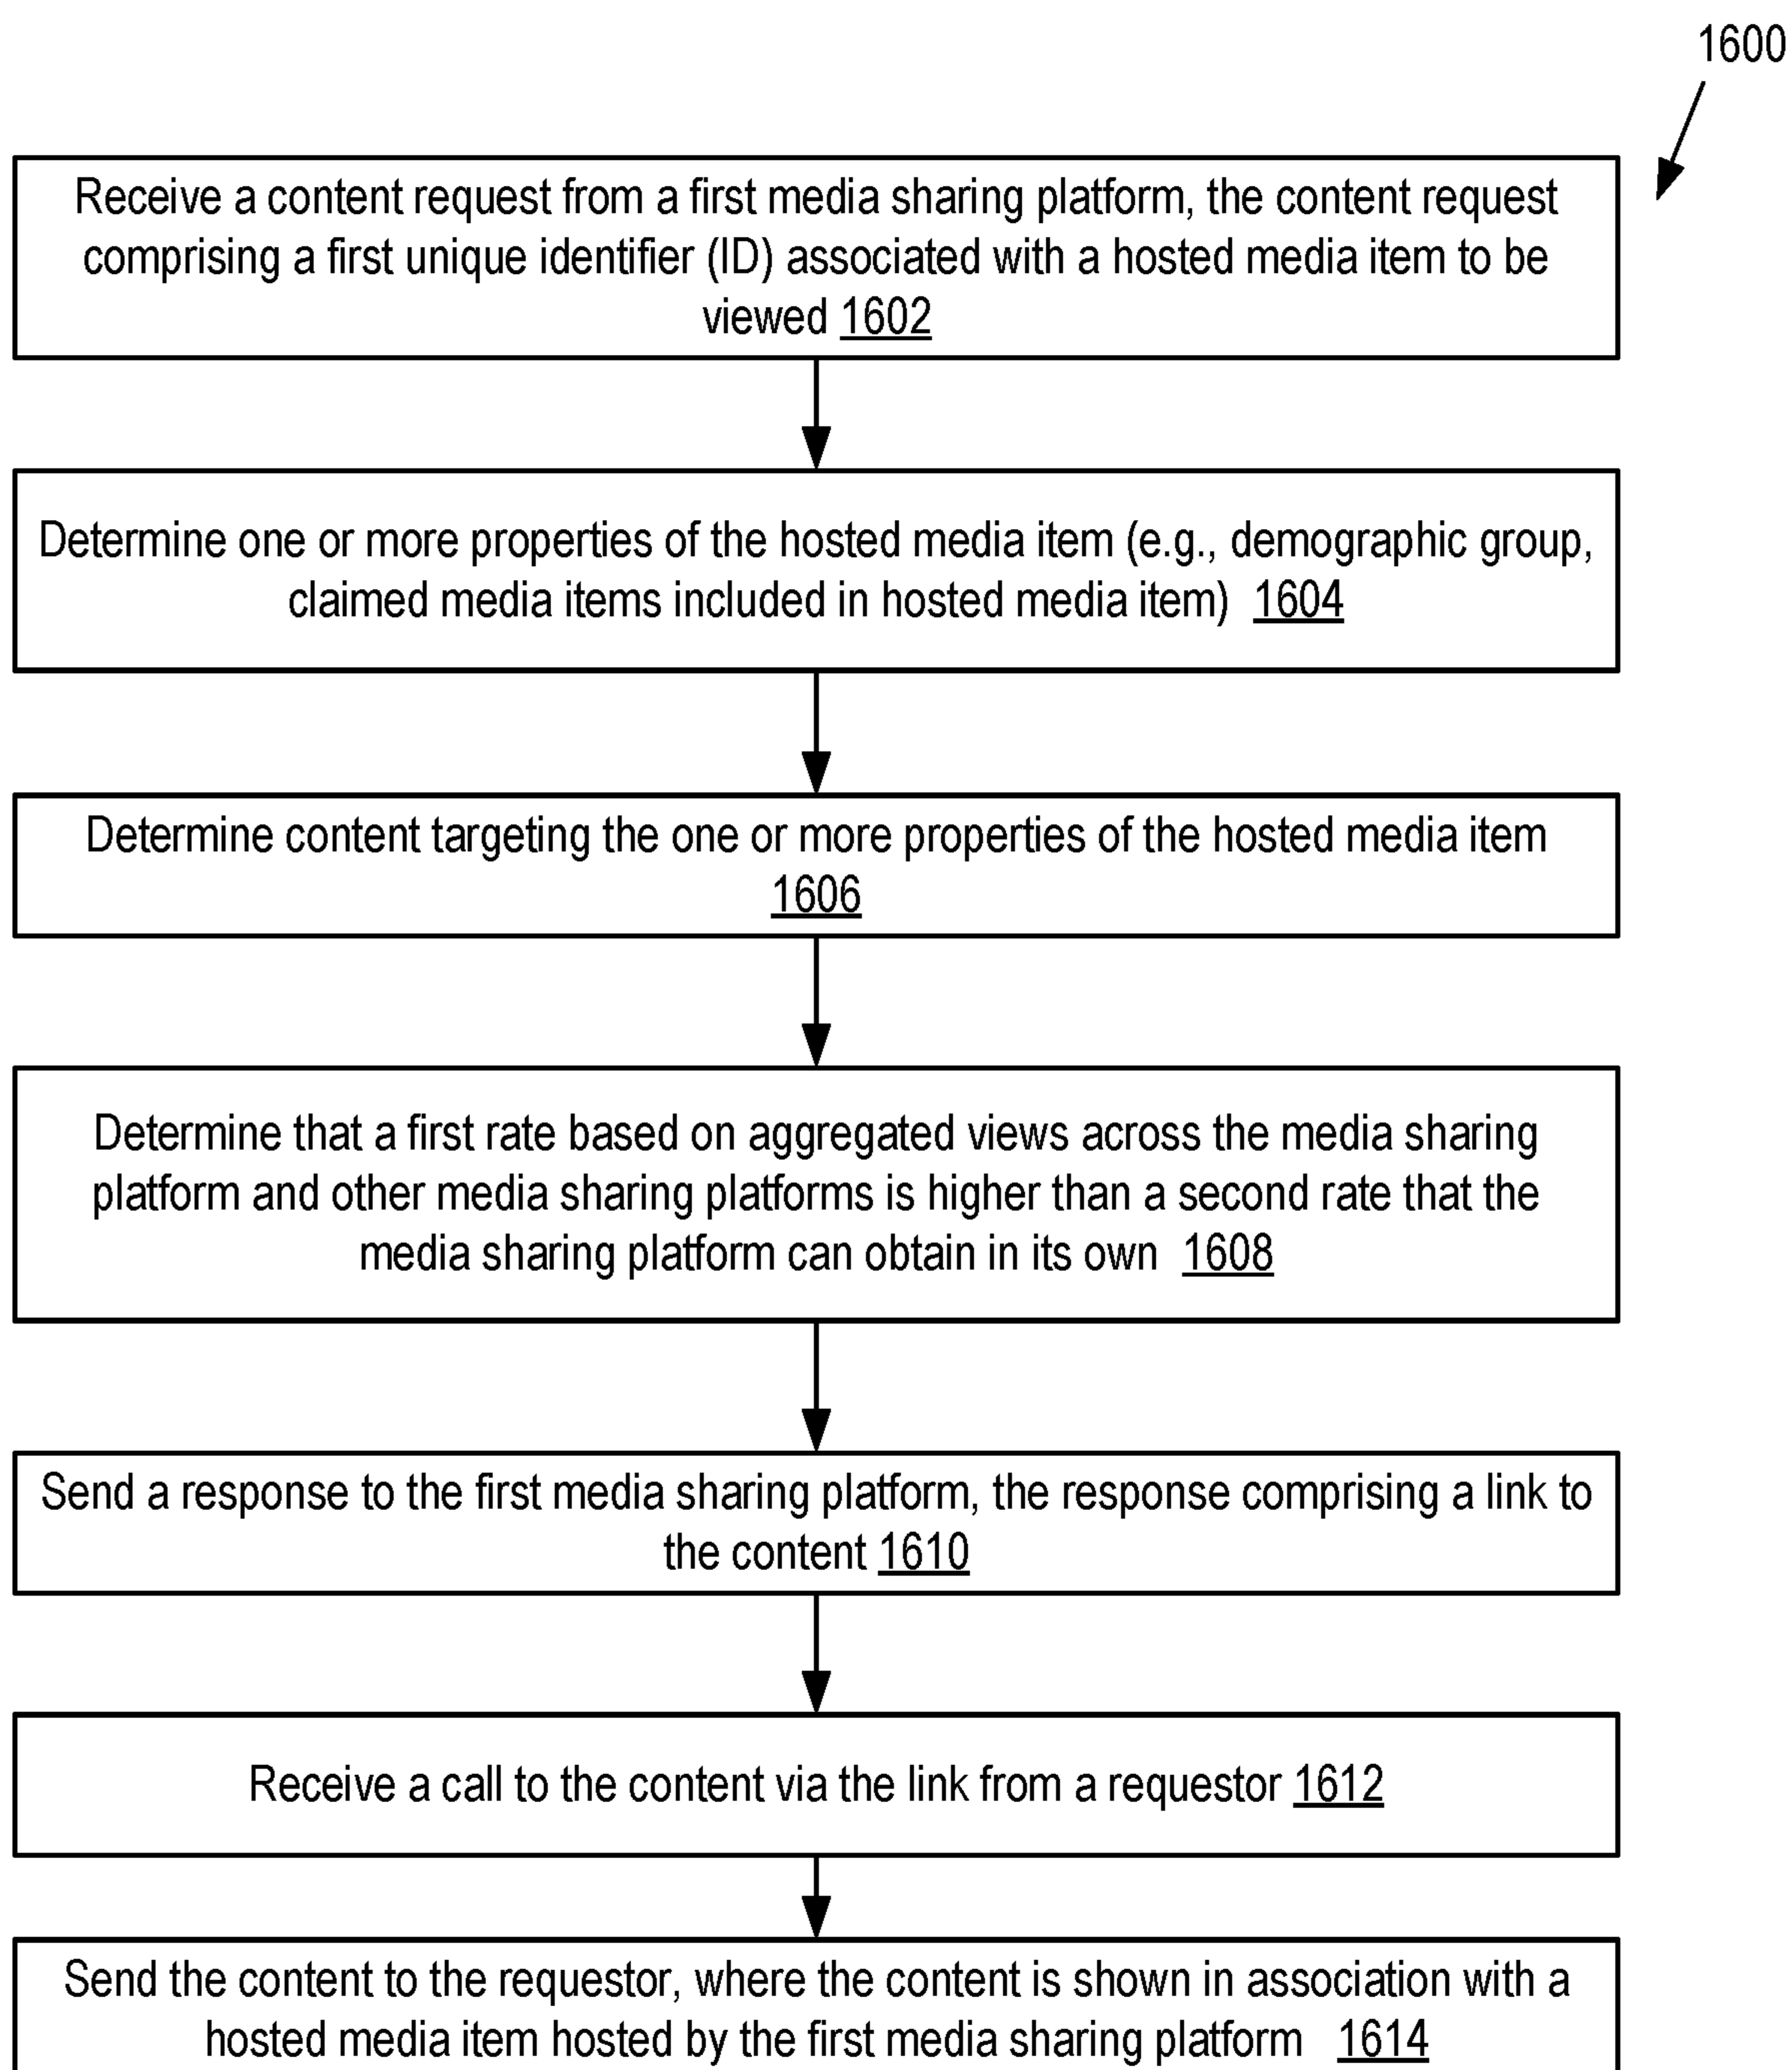 1600
Receive a content request from a first media sharing platform, the content request
comprising a first unique identifier (ID) associated with a hosted media item to be
viewed 1602
Determine one or more properties of the hosted media item (e.g., demographic group,
claimed media items included in hosted media item) 1604
Determine content targeting the one or more properties of the hosted media item
1606
Determine that a first rate based on aggregated views across the media sharing
platform and other media sharing platforms is higher than a second rate that the
media sharing platform can obtain in its own 1608
Send a response to the first media sharing platform, the response comprising a link to
the content 1610
Receive a call to the content via the link from a requestor 1612
Send the content to the requestor, where the content is shown in association with a
hosted media item hosted by the first media sharing platform 1614